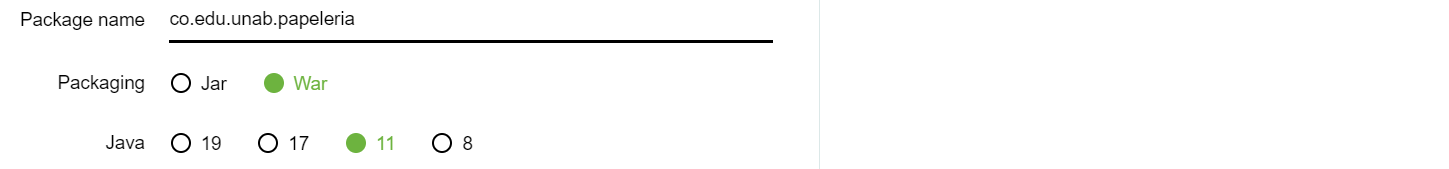 Package name co.edu.unab.papeleria
Packaging Jar War
Java 19 17 11 8